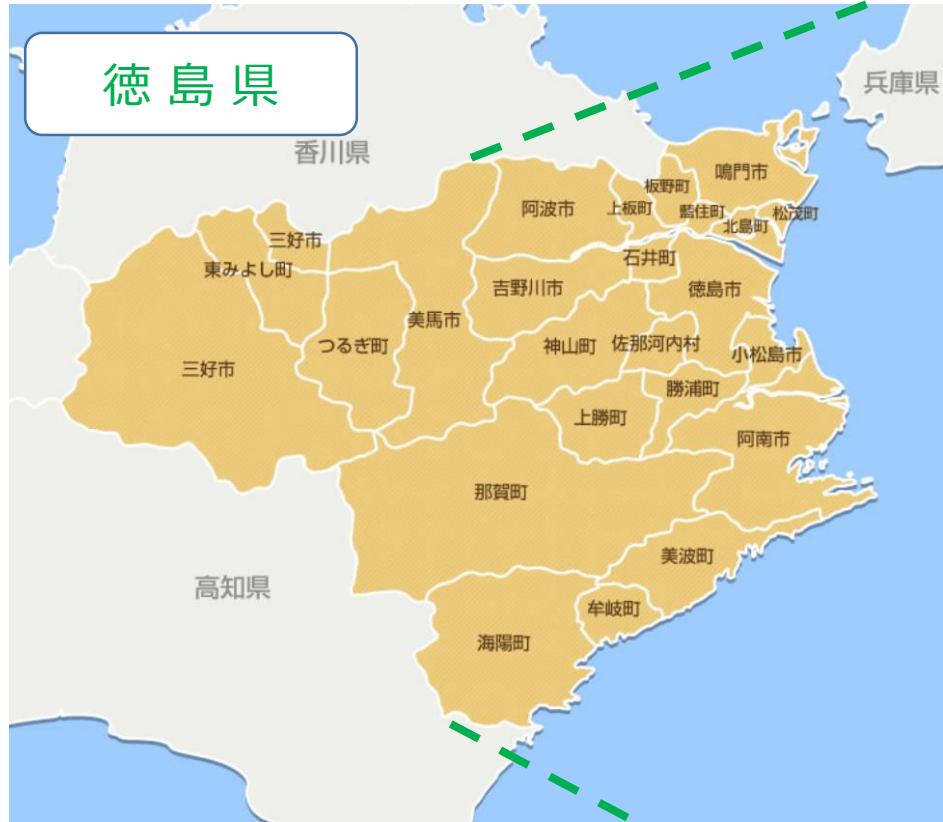 徳島県
兵庫県
香川県
鳴門市
板野町
阿波市
上板町
藍住町
松茂町
北島町
三好市
石井町
東みよし町
吉野川市
徳島市
美馬市
つるぎ町
神山町
佐那河内村
小松島市
三好市
勝浦町
上勝町
阿南市
那賀町
美波町
高知県
牟岐町
海陽町